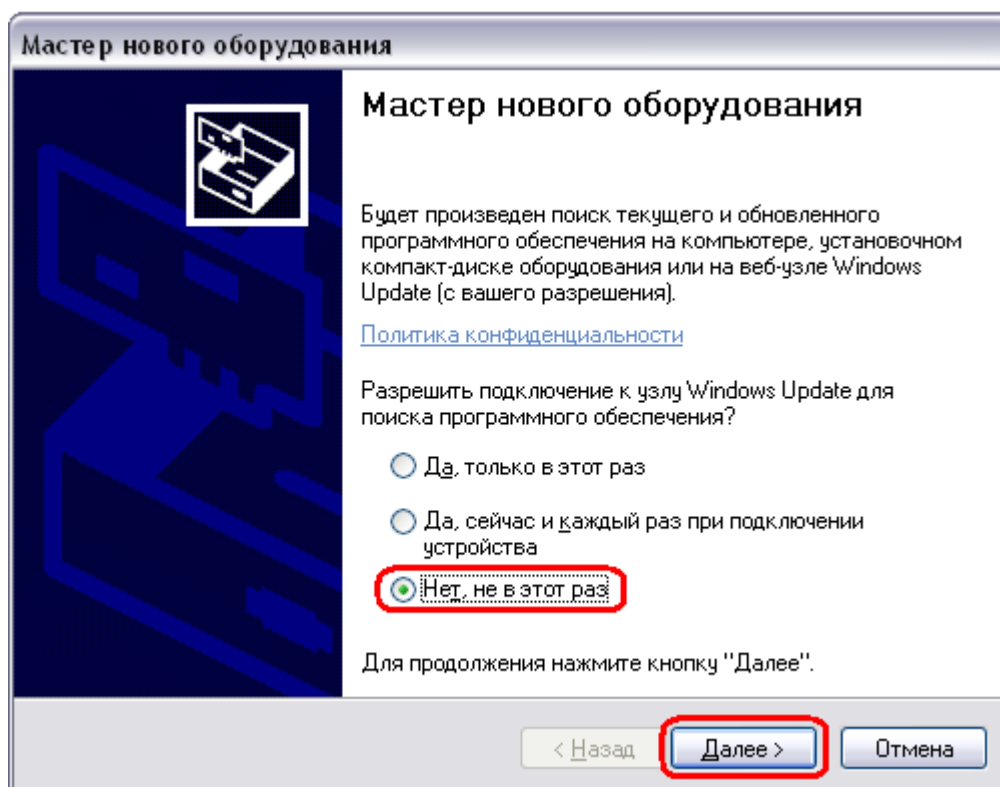 Мастер нового оборудования
Мастер нового оборудования
Будет произведен поиск текущего и обновленного
программного обеспечения на компьютере, установочном
компакт-диске оборудования или на веб-узле Windows
Update (с вашего разрешения).
Политика конфиденциальности
Разрешить подключение к узлу Windows Update для
поиска программного обеспечения?
Да, только в этот раз
Да, сейчас и каждый раз при подключении
устройства
Нет, не в этот раз
Для продолжения нажмите кнопку "Далее".
< Назад Далее > Отмена